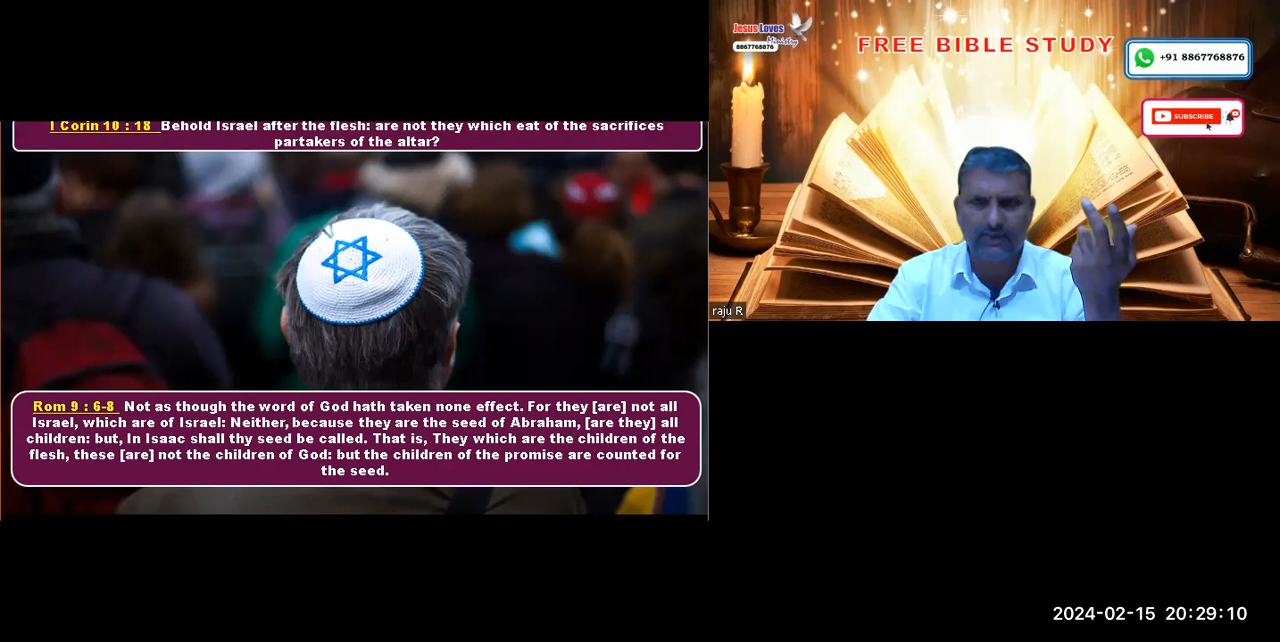 I Corin 10 : 18 Behold Israel after the flesh: are not they which eat of the sacrifices
partakers of the altar?
Rom 9 : 6-8 Not as though the word of God hath taken none effect. For they [are] not all
Israel, which are of Israel: Neither, because they are the seed of Abraham, [are they] all
children: but, In Isaac shall thy seed be called. That is, They which are the children of the
flesh, these [are] not the children of God: but the children of the promise are counted for
the seed.
Jesus Loves
Ministry
8867768876
FREE BIBLE STUDY
+91 8867768876
SUBSCRIBE
raju R
2024-02-15 20:29:10